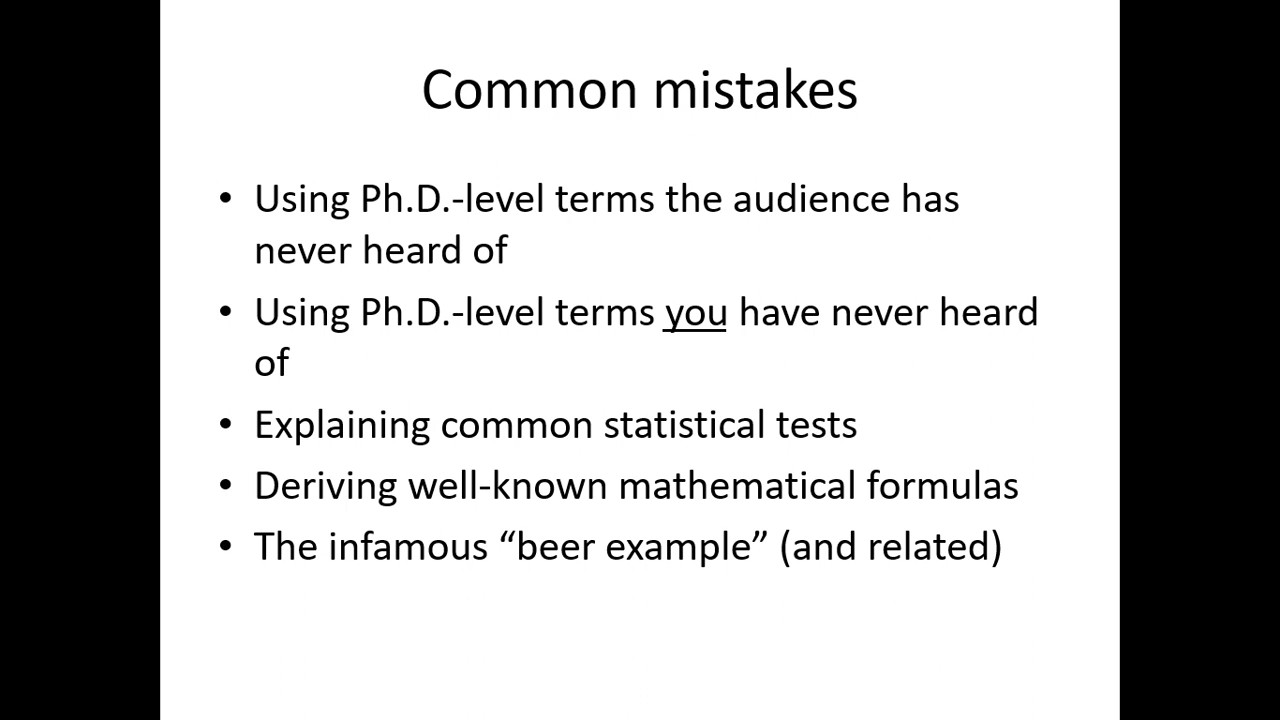 Common mistakes
• Using Ph.D.-level terms the audience has
never heard of
• Using Ph.D.-level terms you have never heard
of
• Explaining common statistical tests
• Deriving well-known mathematical formulas
• The infamous “beer example” (and related)